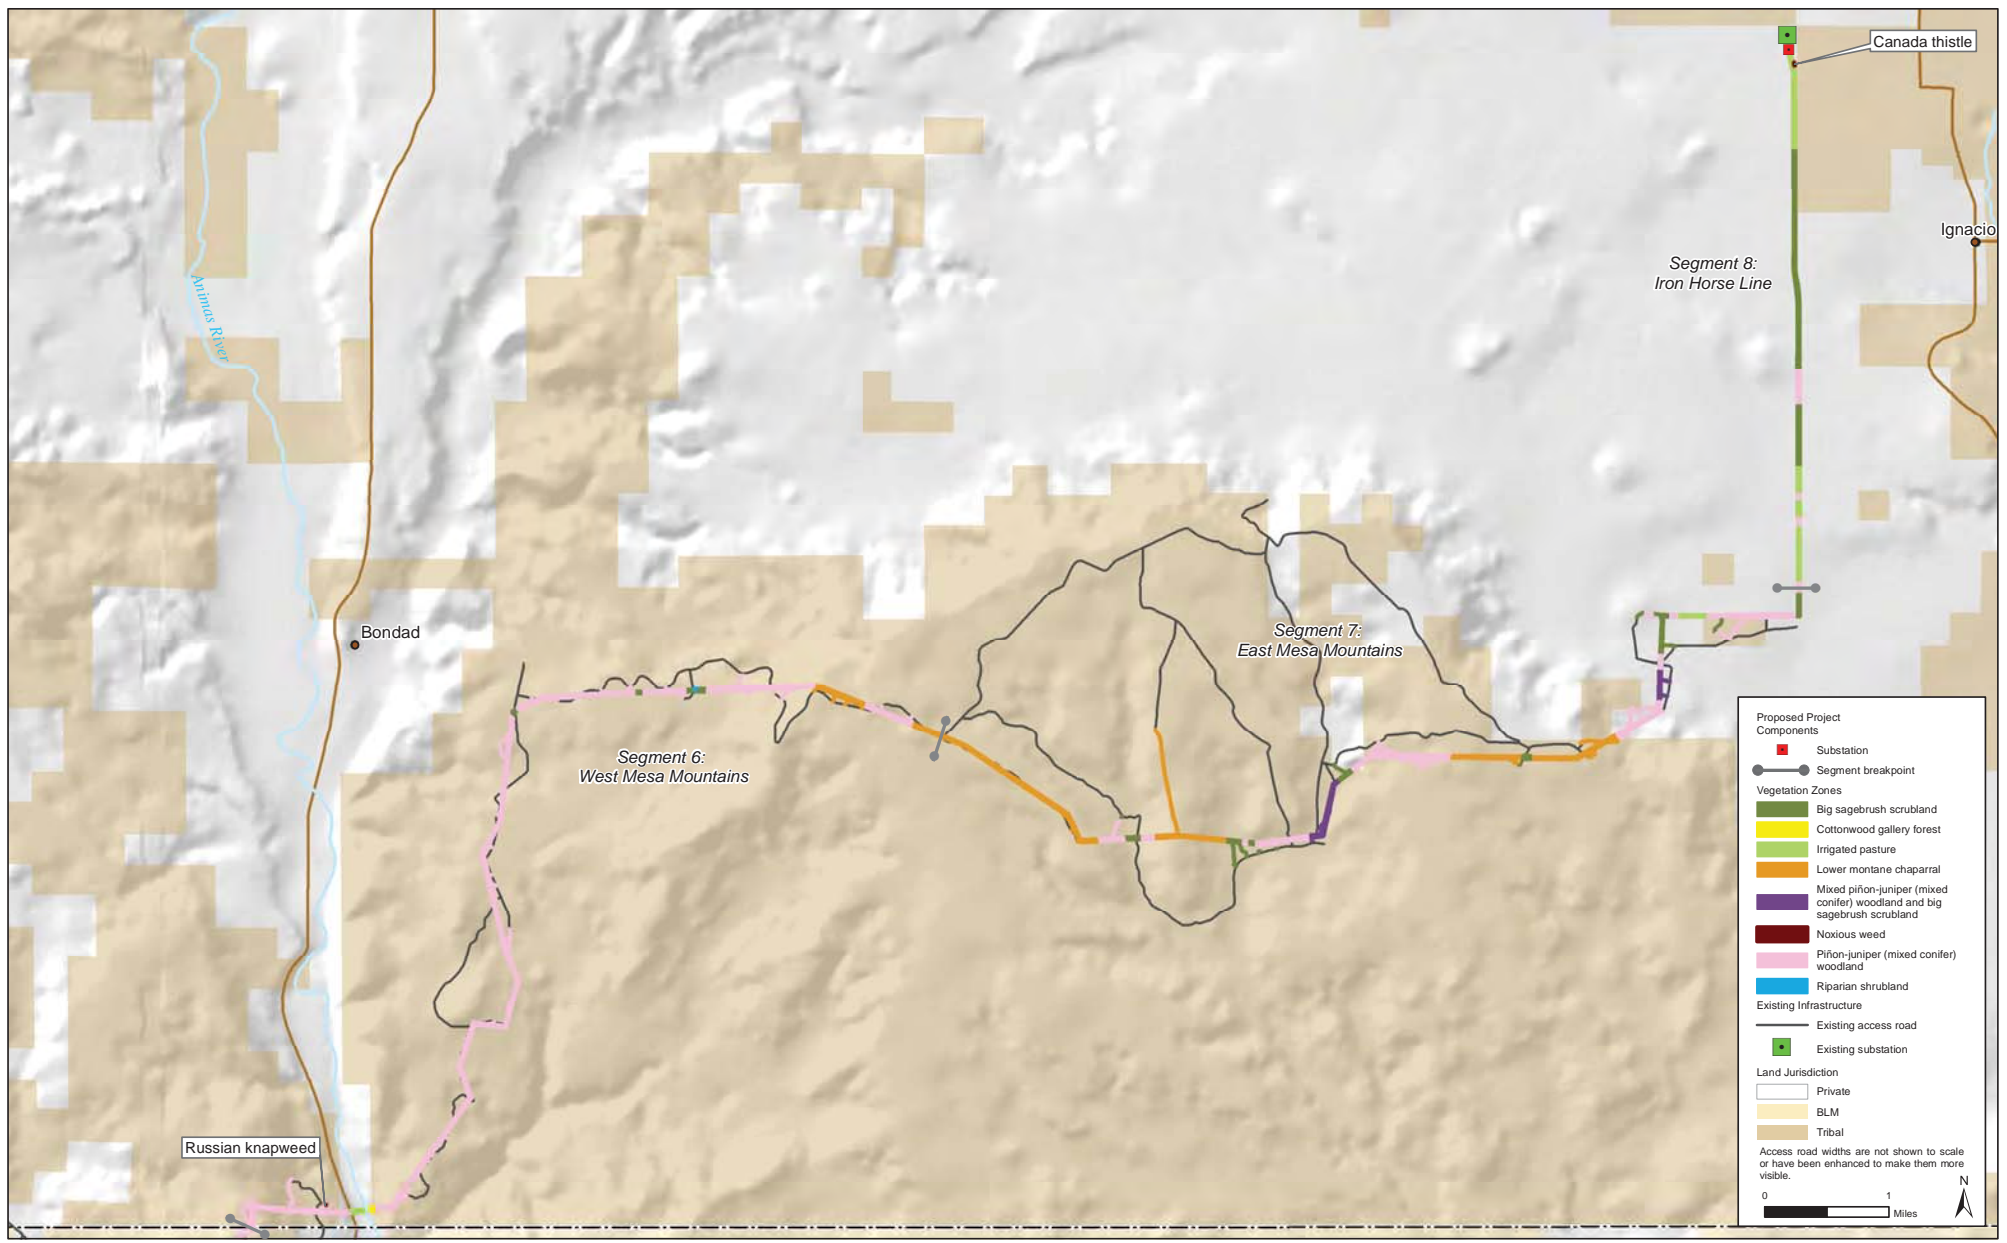 Canada thistle
Ignacio
Segment 8:
Iron Horse Line
Animas River
Bondad
Segment 7:
East Mesa Mountains
Segment 6:
West Mesa Mountains
Russian knapweed
Proposed Project
Components
Substation
Segment breakpoint
Vegetation Zones
Big sagebrush scrubland
Cottonwood gallery forest
Irrigated pasture
Lower montane chaparral
Mixed piñon-juniper (mixed
conifer) woodland and big
sagebrush scrubland
Noxious weed
Piñon-juniper (mixed conifer)
woodland
Riparian shrubland
Existing Infrastructure
Existing access road
Existing substation
Land Jurisdiction
Private
BLM
Tribal
Access road widths are not shown to scale
or have been enhanced to make them more
visible.
N
0 1
Miles